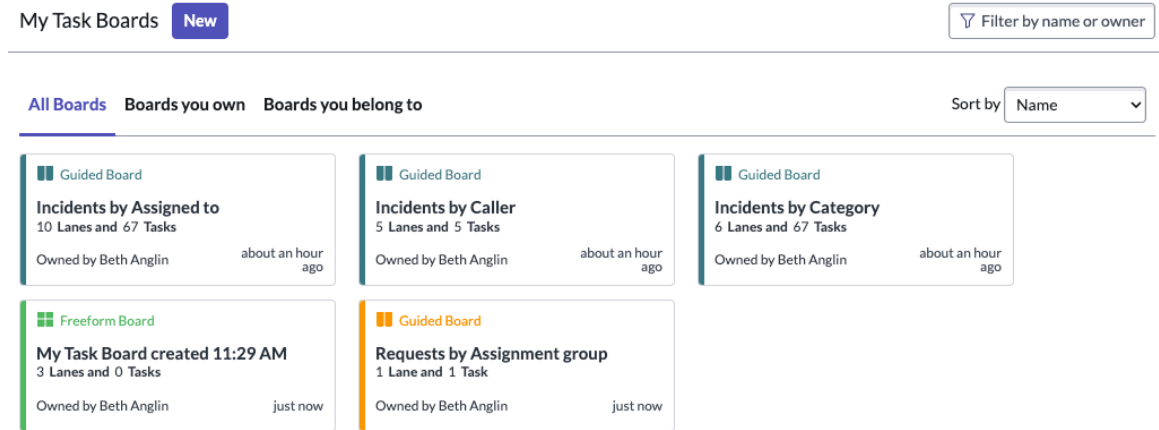 My Task Boards New Filter by name or owner
All Boards Boards you own Boards you belong to Sort by Name
Guided Board
Incidents by Assigned to
10 Lanes and 67 Tasks
Owned by Beth Anglin
about an hour
ago
Guided Board
Incidents by Caller
5 Lanes and 5 Tasks
Owned by Beth Anglin
about an hour
ago
Guided Board
Incidents by Category
6 Lanes and 67 Tasks
Owned by Beth Anglin
about an hour
ago
Freeform Board
My Task Board created 11:29 AM
3 Lanes and 0 Tasks
Owned by Beth Anglin just now
Guided Board
Requests by Assignment group
1 Lane and 1 Task
Owned by Beth Anglin just now